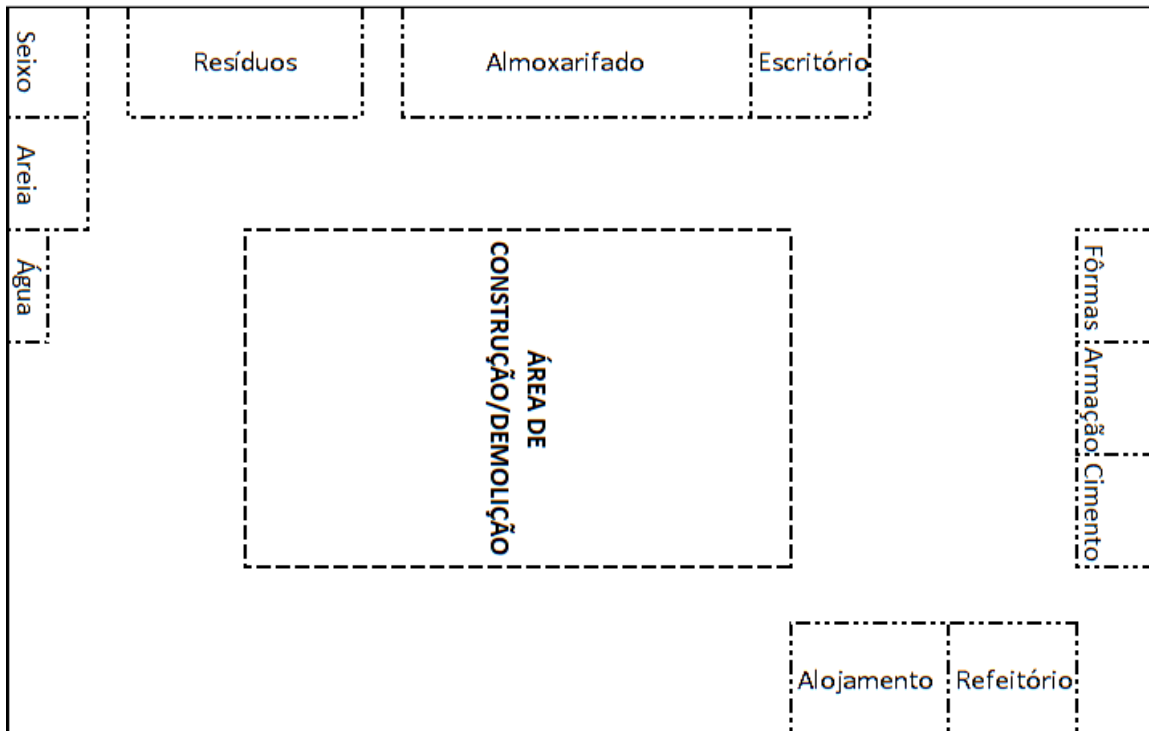 Seixo
Resíduos
Almoxarifado
Escritório
Areia
Água
ÁREA DE
CONSTRUÇÃO/DEMOLIÇÃO
Fôrmas
Armação
Cimento
Alojamento
Refeitório